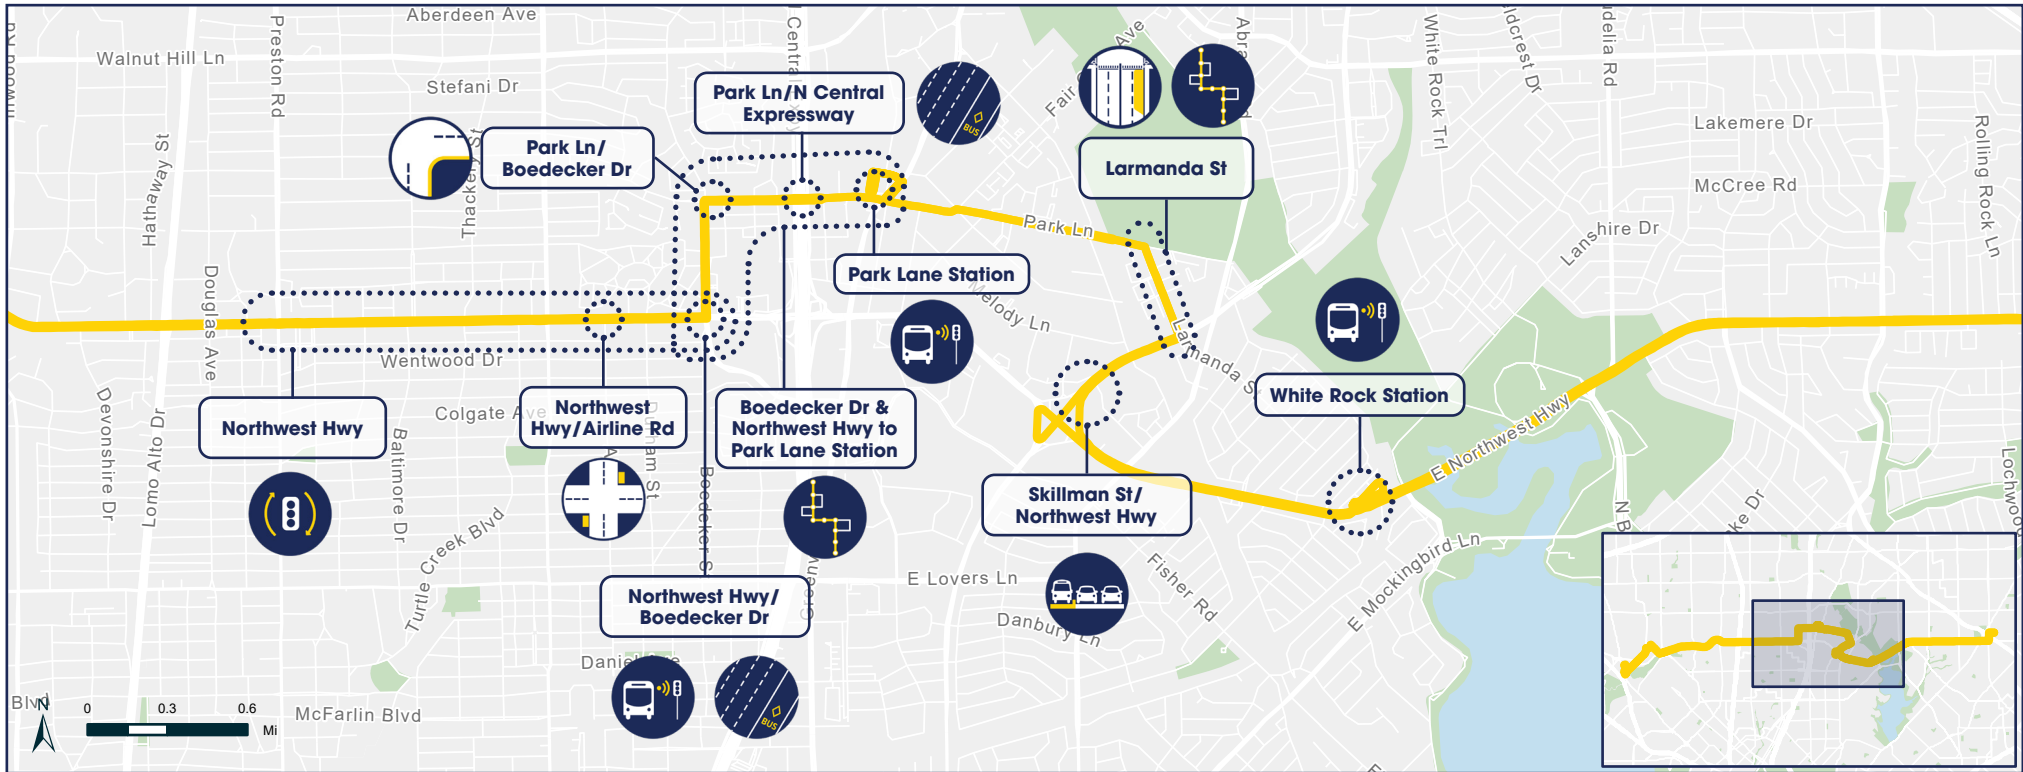 Aberdeen Ave
Walnut Hill Ln
Preston Rd
Stefani Dr
Hathaway St
Park Ln/
Boedecker Dr
Park Ln/N Central
Expressway
BUS
Larmanda St
White Rock Trl
Lakemere Dr
McCree Rd
Rolling Rock Ln
Lanshire Dr
Park Ln
Park Lane Station
Melody Ln
Larmanda St
Douglas Ave
Wentwood Dr
Devonshire Dr
Lomo Alto Dr
Baltimore Dr
Turtle Creek Blvd
Colgate Ave
Northwest Hwy
Northwest
Hwy/Airline Rd
Boedecker Dr &
Northwest Hwy to
Park Lane Station
White Rock Station
E Northwest Hwy
Skillman St/
Northwest Hwy
Northwest Hwy/
Boedecker Dr
BUS
E Lovers Ln
Danbury Ln
Fisher Rd
E Mockingbird Ln
McFarlin Blvd
Blvd
N
0 0.3 0.6
Mi